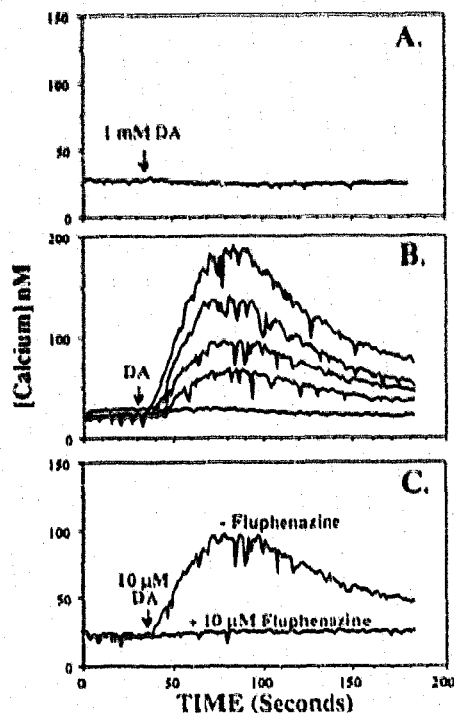 150
A.
100
1 mM DA
50
0
200
B.
[Calcium] nM
100
DA
0
150
C.
- Fluphenazine
100
10 µM
DA
50
+ 10 µM Fluphenazine
0
0 50 100 150 200
TIME (Seconds)